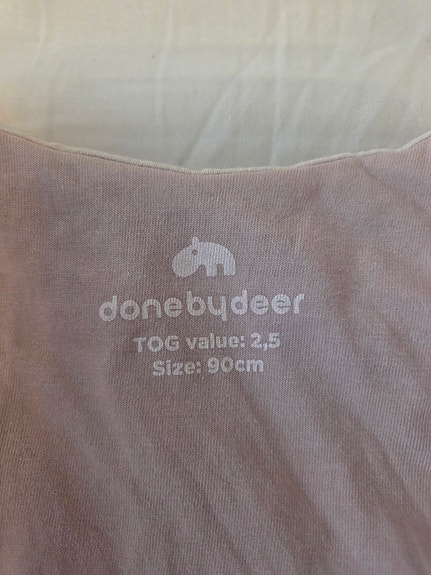 donebydeer
TOG value: 2,5
Size: 90cm